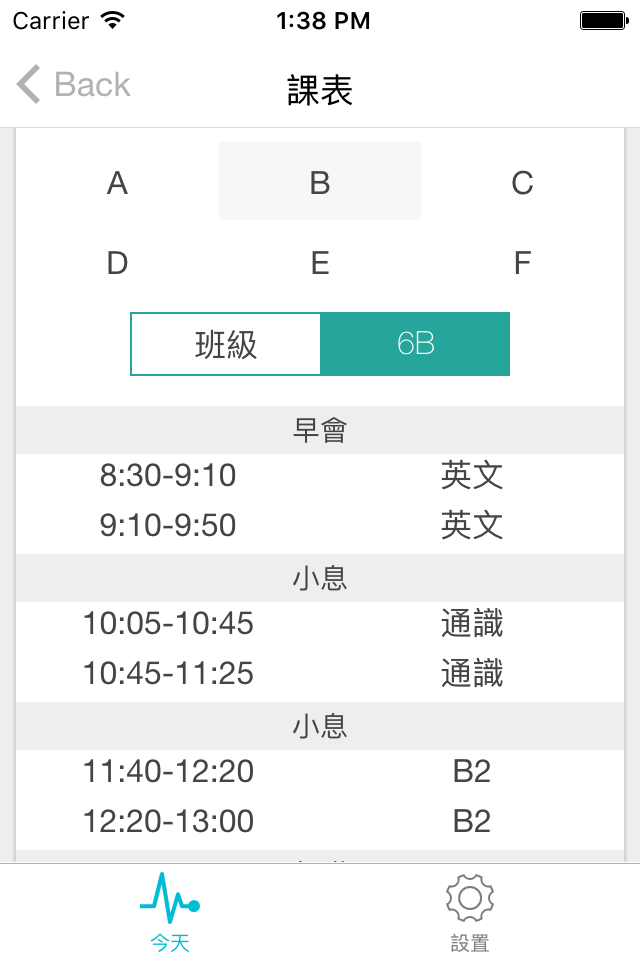 Carrier 1:38 PM
Back 課表
A B C
D E F
班級 6B
早會
8:30-9:10 英文
9:10-9:50 英文
小息
10:05-10:45 通識
10:45-11:25 通識
小息
11:40-12:20 B2
12:20-13:00 B2
今天 設置